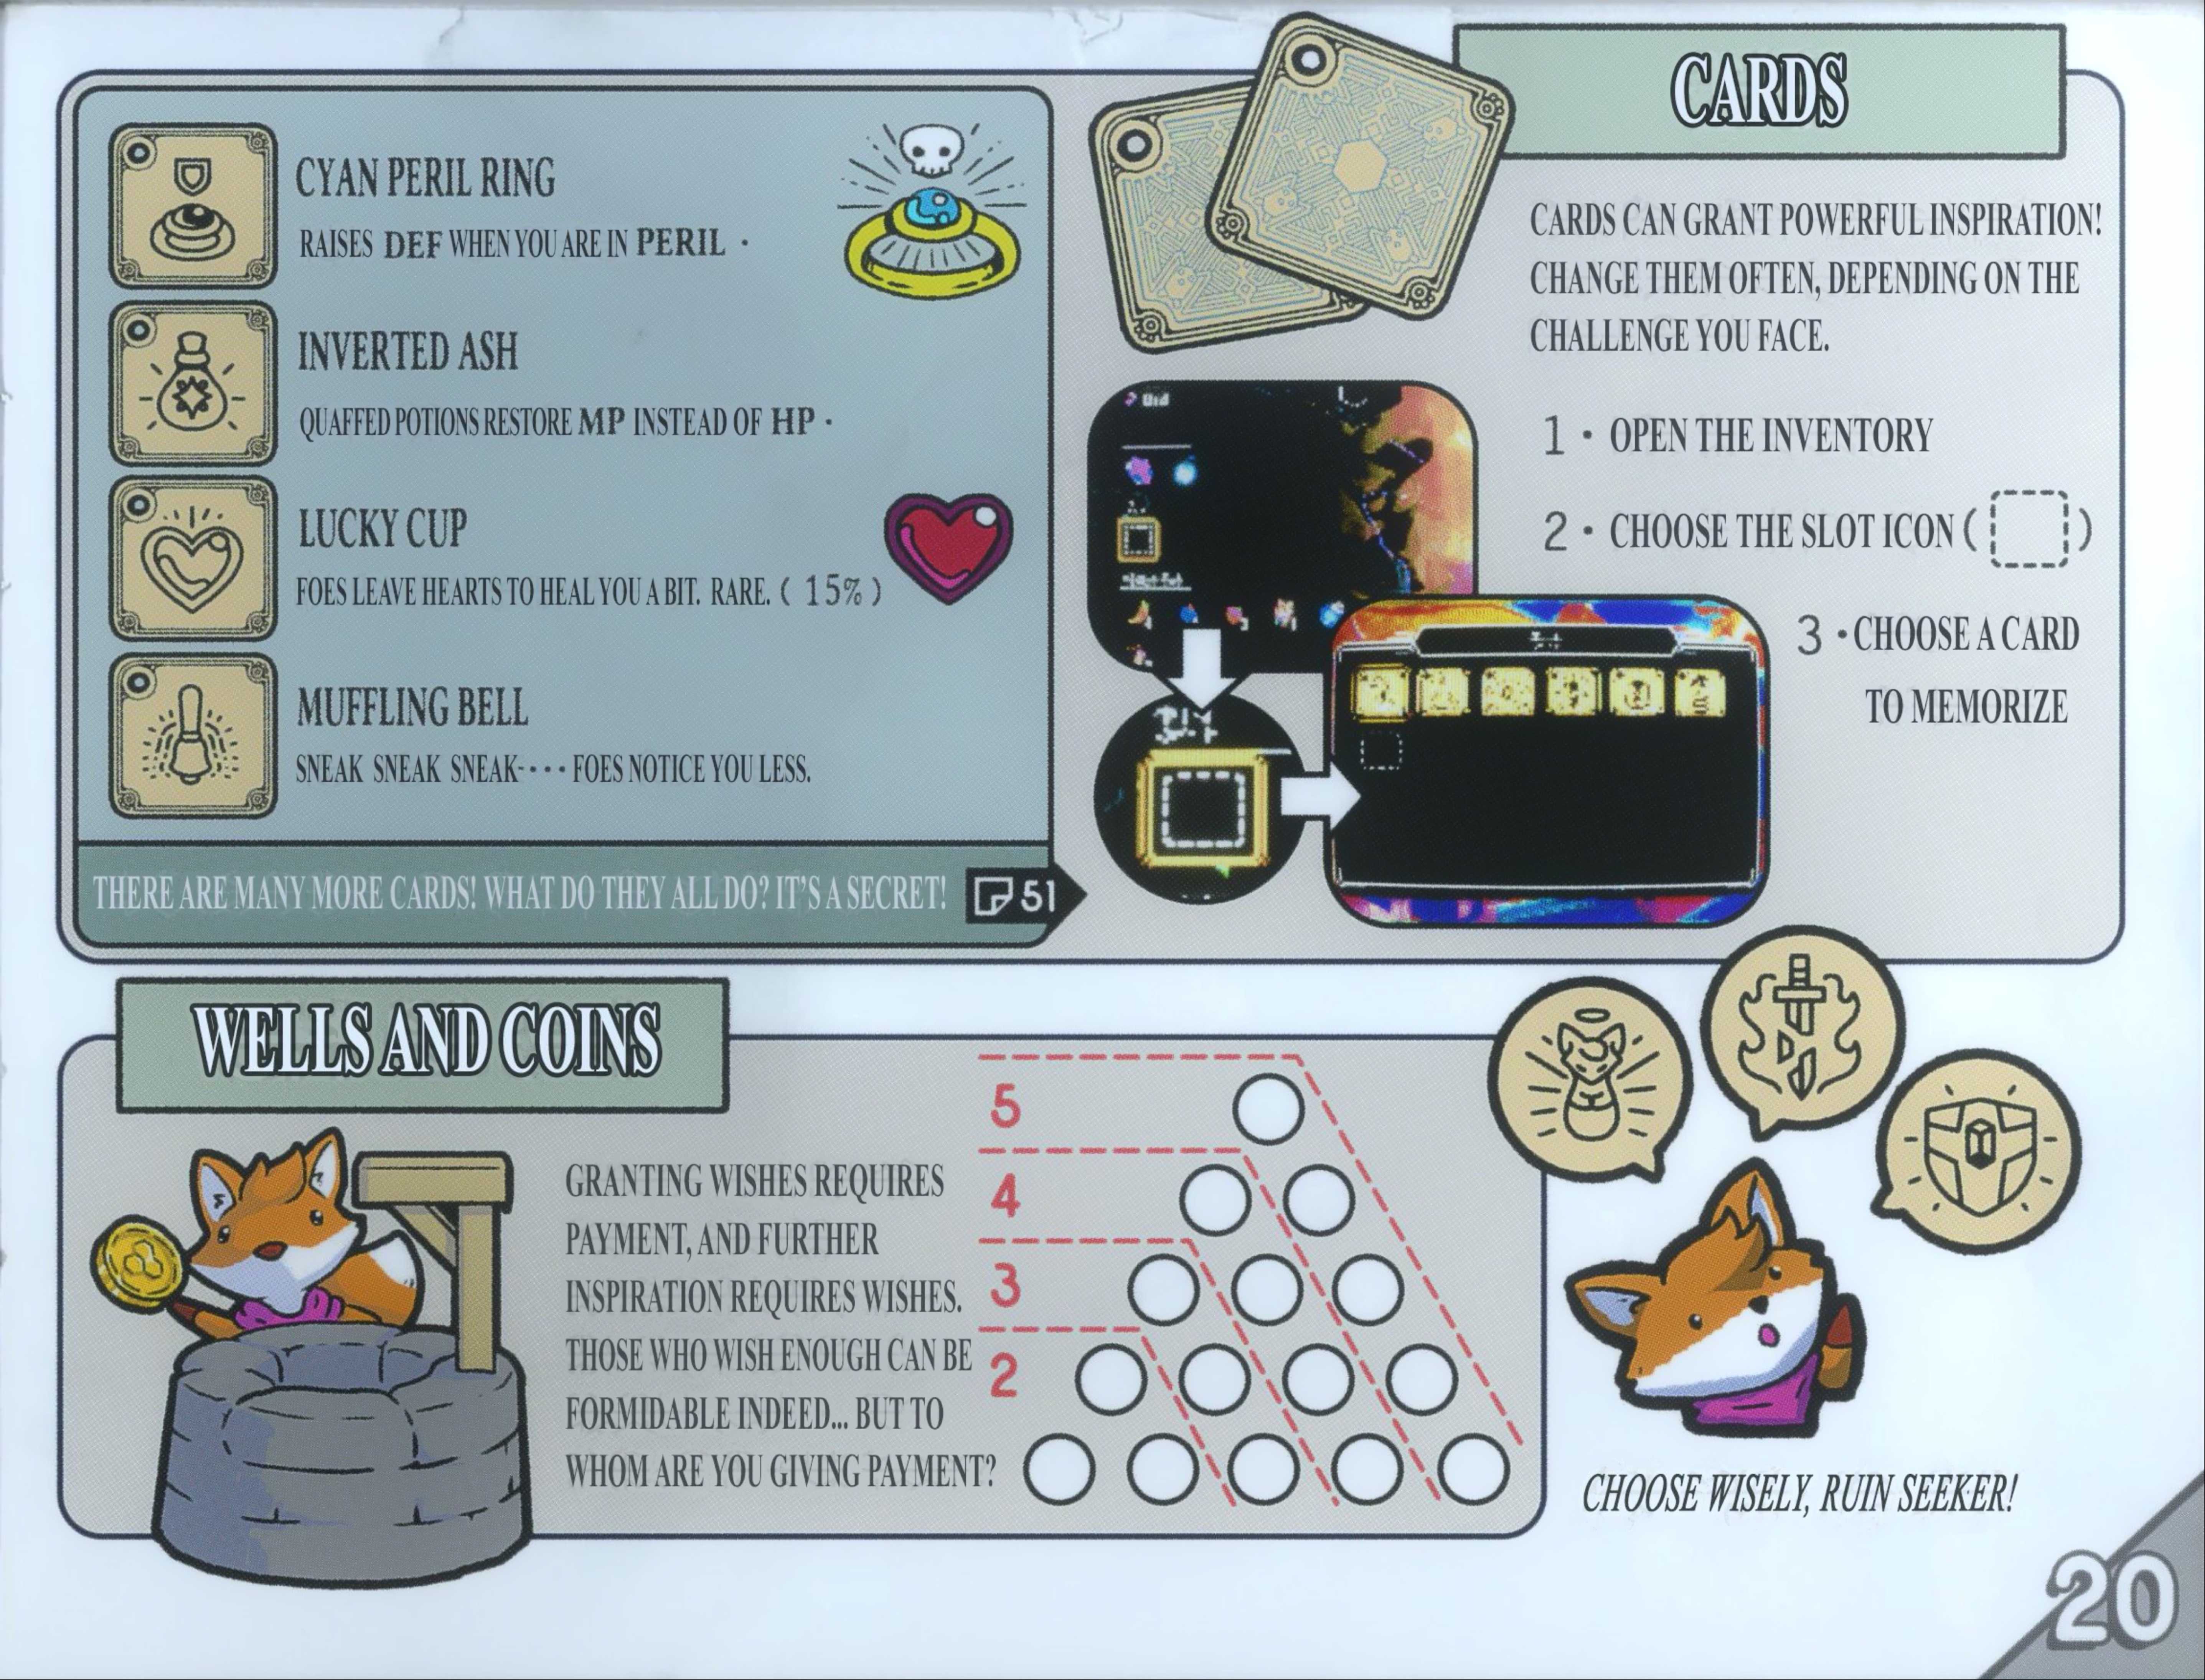 CARDS
CYAN PERIL RING
RAISES DEF WHEN YOU ARE IN PERIL ·
INVERTED ASH
QUAFFED POTIONS RESTORE MP INSTEAD OF HP ·
LUCKY CUP
FOES LEAVE HEARTS TO HEAL YOU A BIT. RARE. ( 15% )
MUFFLING BELL
SNEAK SNEAK SNEAK-··· FOES NOTICE YOU LESS.
THERE ARE MANY MORE CARDS! WHAT DO THEY ALL DO? IT'S A SECRET!
51
CARDS CAN GRANT POWERFUL INSPIRATION!
CHANGE THEM OFTEN, DEPENDING ON THE
CHALLENGE YOU FACE.
1 · OPEN THE INVENTORY
2 · CHOOSE THE SLOT ICON ( )
3 · CHOOSE A CARD
TO MEMORIZE
WELLS AND COINS
GRANTING WISHES REQUIRES
PAYMENT, AND FURTHER
INSPIRATION REQUIRES WISHES.
THOSE WHO WISH ENOUGH CAN BE
FORMIDABLE INDEED... BUT TO
WHOM ARE YOU GIVING PAYMENT?
5
4
3
2
CHOOSE WISELY, RUIN SEEKER!
20